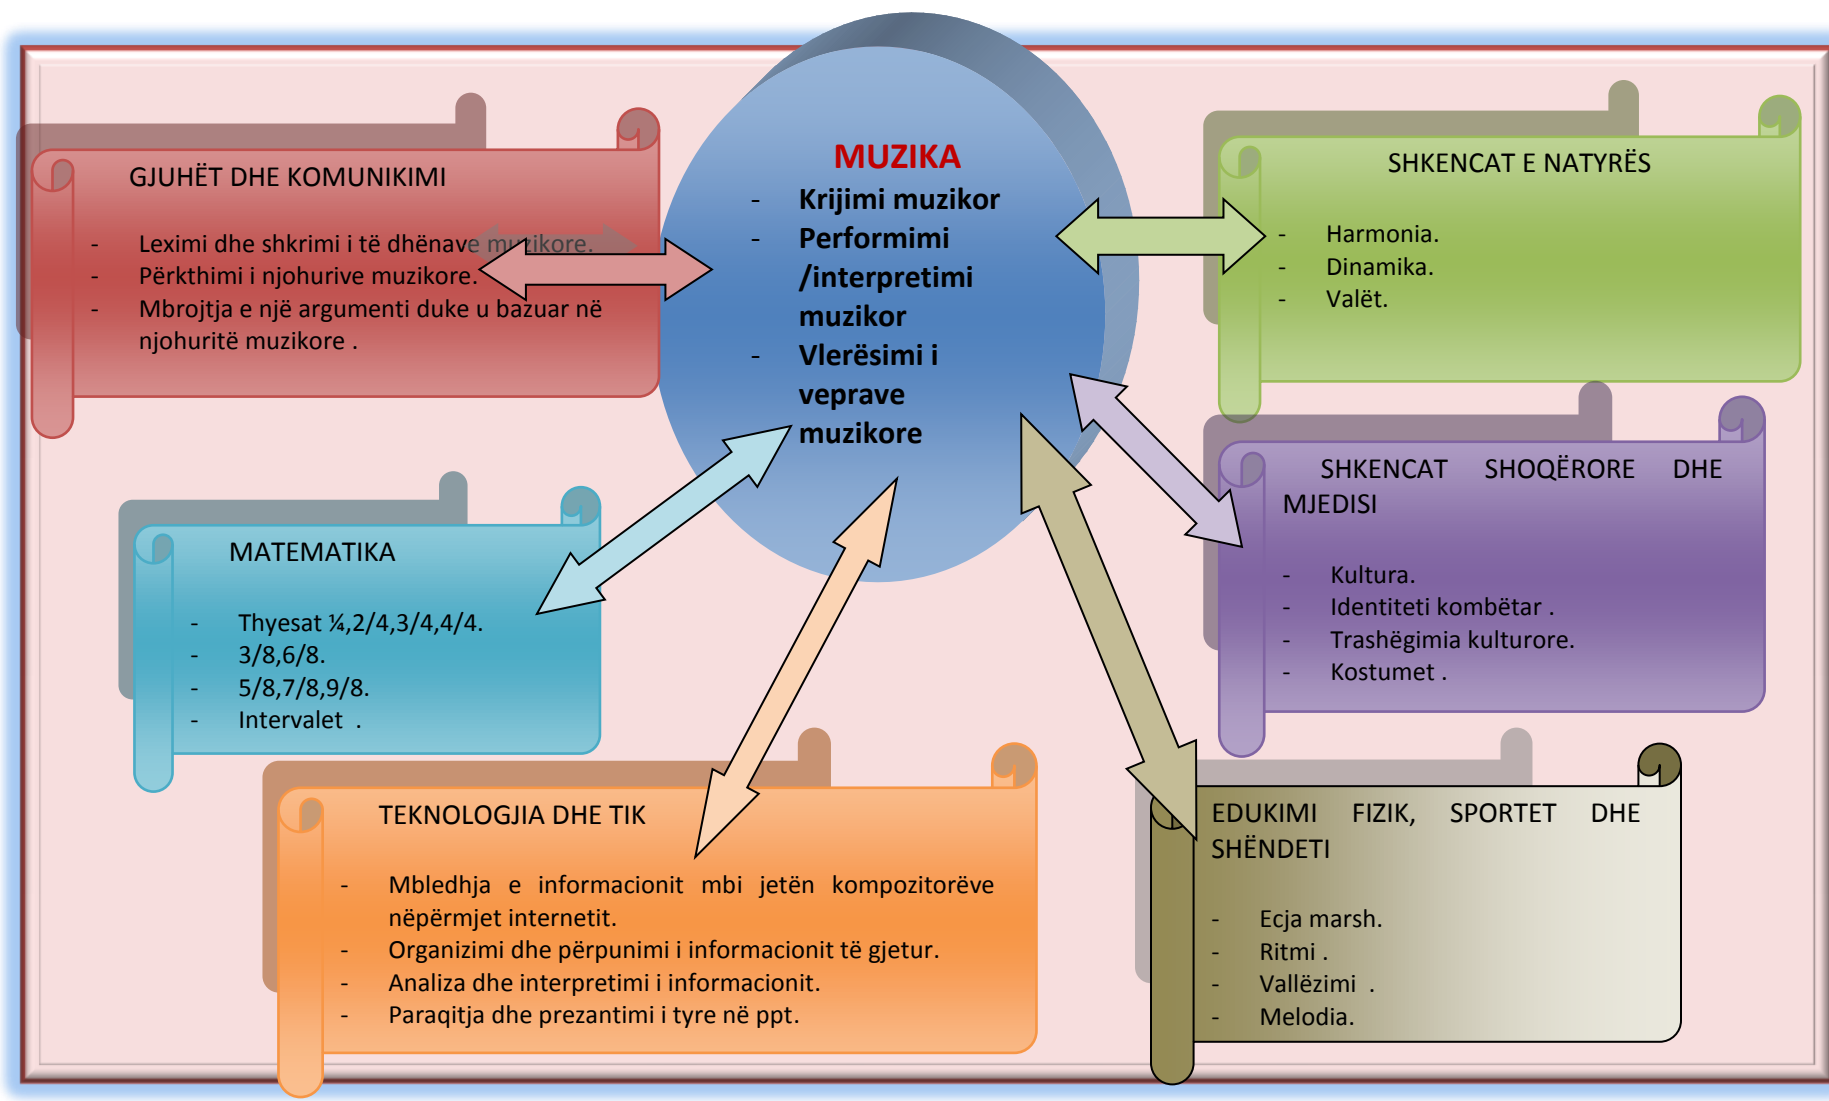 MUZIKA
- Krijimi muzikor
- Performimi
/interpretimi
muzikor
- Vlerësimi i
veprave
muzikore
GJUHËT DHE KOMUNIKIMI
- Leximi dhe shkrimi i të dhënave muzikore.
- Përkthimi i njohurive muzikore.
- Mbrojtja e një argumenti duke u bazuar në
njohuritë muzikore .
SHKENCAT E NATYRËS
- Harmonia.
- Dinamika.
- Valët.
MATEMATIKA
- Thyesat ¼,2/4,3/4,4/4.
- 3/8,6/8.
- 5/8,7/8,9/8.
- Intervalet .
SHKENCAT SHOQËRORE DHE
MJEDISI
- Kultura.
- Identiteti kombëtar .
- Trashëgimia kulturore.
- Kostumet .
TEKNOLOGJIA DHE TIK
- Mbledhja e informacionit mbi jetën kompozitorëve
nëpërmjet internetit.
- Organizimi dhe përpunimi i informacionit të gjetur.
- Analiza dhe interpretimi i informacionit.
- Paraqitja dhe prezantimi i tyre në ppt.
EDUKIMI FIZIK, SPORTET DHE
SHËNDETI
- Ecja marsh.
- Ritmi .
- Vallëzimi .
- Melodia.